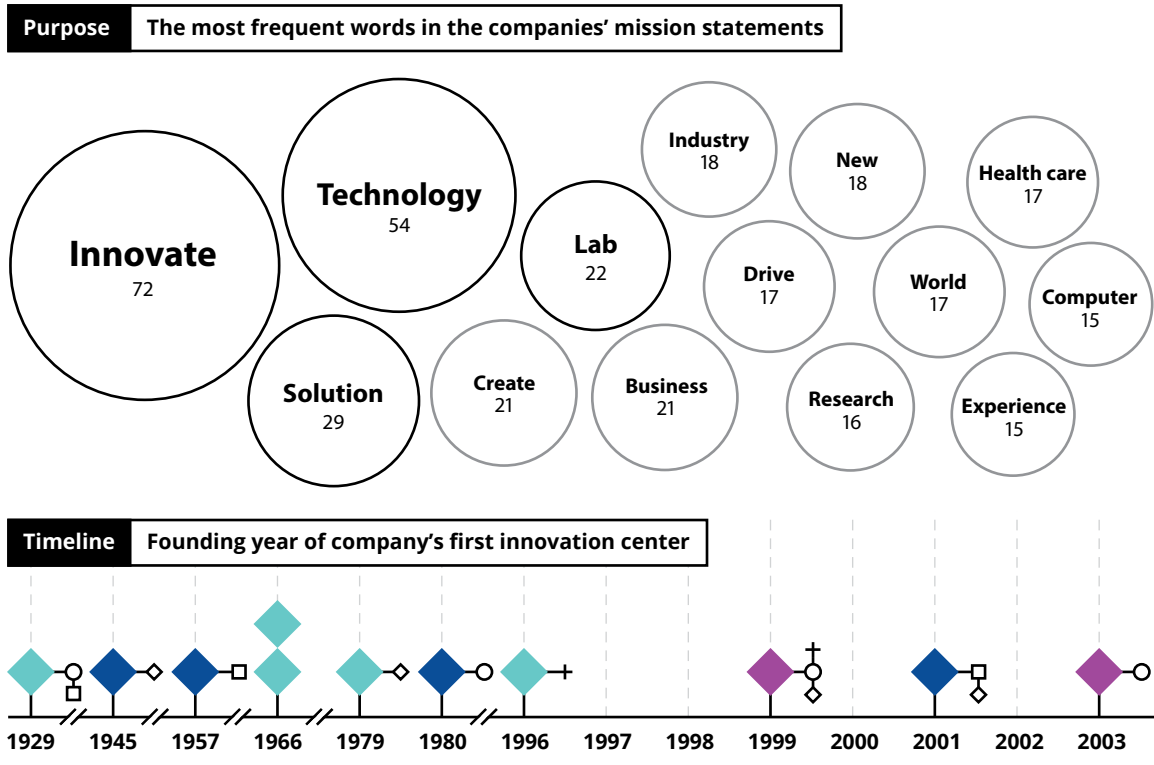 Purpose The most frequent words in the companies’ mission statements
Innovate
72
Technology
54
Lab
22
Industry
18
New
18
Health care
17
Drive
17
World
17
Computer
15
Solution
29
Create
21
Business
21
Research
16
Experience
15
Timeline Founding year of company’s first innovation center
1929 1945 1957 1966 1979 1980 1996 1997 1998 1999 2000 2001 2002 2003